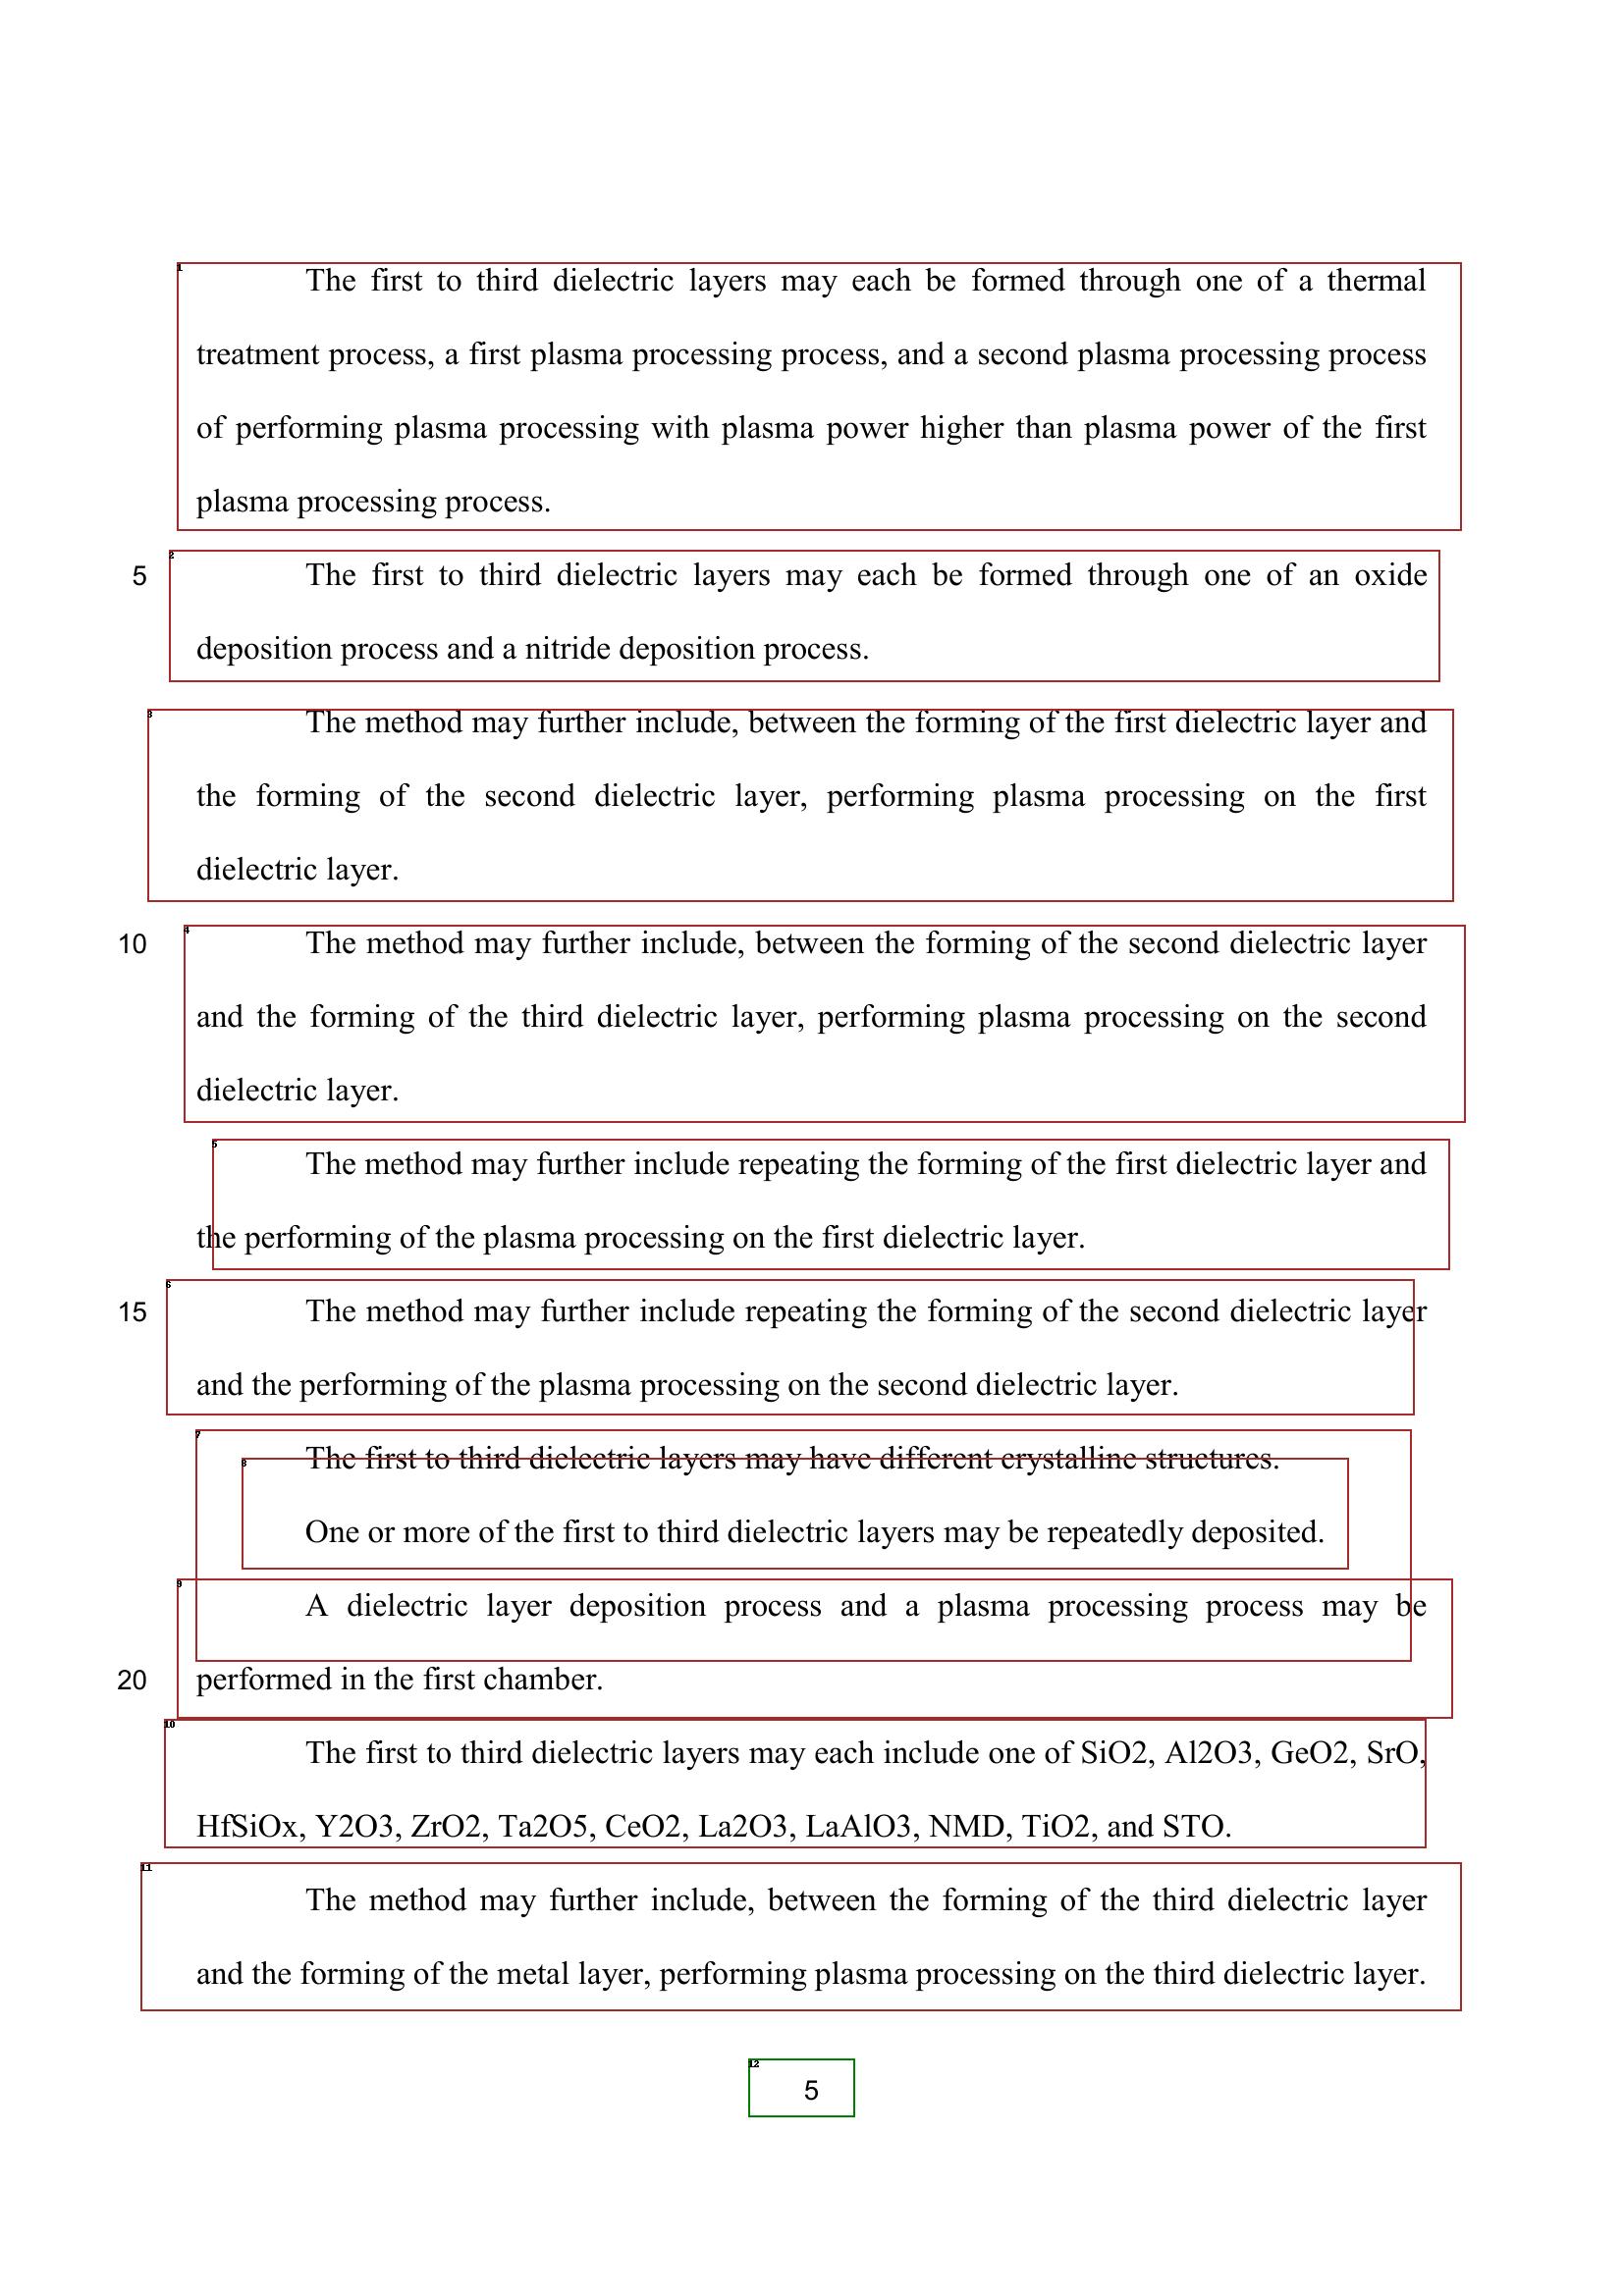 1
The first to third dielectric layers may each be formed through one of a thermal
treatment process, a first plasma processing process, and a second plasma processing process
of performing plasma processing with plasma power higher than plasma power of the first
plasma processing process.
2
5 The first to third dielectric layers may each be formed through one of an oxide
deposition process and a nitride deposition process.
3
The method may further include, between the forming of the first dielectric layer and
the forming of the second dielectric layer, performing plasma processing on the first
dielectric layer.
4
10 The method may further include, between the forming of the second dielectric layer
and the forming of the third dielectric layer, performing plasma processing on the second
dielectric layer.
5
The method may further include repeating the forming of the first dielectric layer and
the performing of the plasma processing on the first dielectric layer.
6
15 The method may further include repeating the forming of the second dielectric layer
and the performing of the plasma processing on the second dielectric layer.
7
The first to third dielectric layers may have different crystalline structures.
8
One or more of the first to third dielectric layers may be repeatedly deposited.
9
A dielectric layer deposition process and a plasma processing process may be
20 performed in the first chamber.
10
The first to third dielectric layers may each include one of SiO2, Al2O3, GeO2, SrO,
HfSiOx, Y2O3, ZrO2, Ta2O5, CeO2, La2O3, LaAlO3, NMD, TiO2, and STO.
11
The method may further include, between the forming of the third dielectric layer
and the forming of the metal layer, performing plasma processing on the third dielectric layer.
12
5